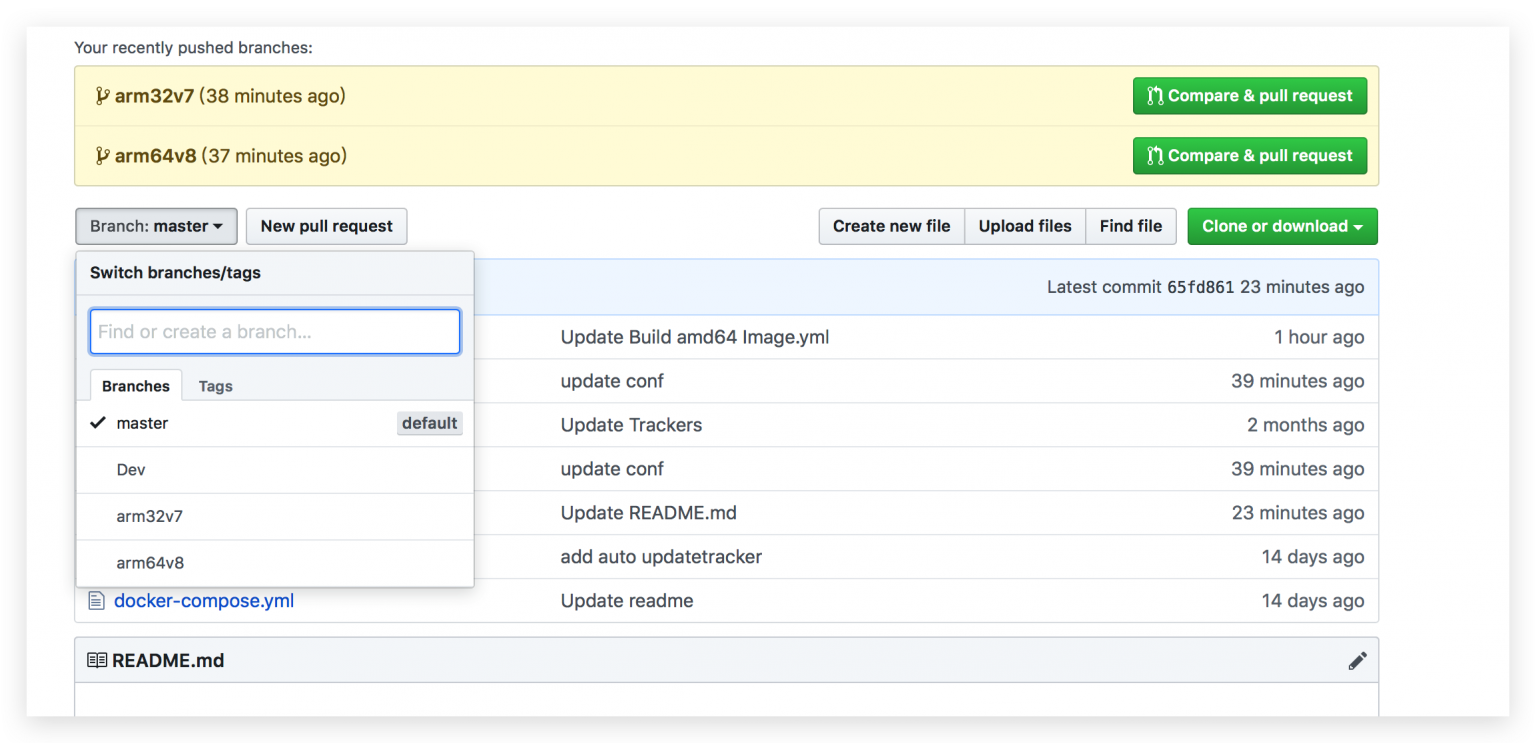 Your recently pushed branches:
arm32v7 (38 minutes ago) Compare & pull request
arm64v8 (37 minutes ago) Compare & pull request
Branch: master New pull request Create new file Upload files Find file Clone or download
Switch branches/tags
Latest commit 65fd861 23 minutes ago
Find or create a branch...
Update Build amd64 Image.yml 1 hour ago
update conf 39 minutes ago
Branches Tags
master default
Update Trackers 2 months ago
Dev
update conf 39 minutes ago
arm32v7
Update README.md 23 minutes ago
add auto updatetracker 14 days ago
arm64v8
docker-compose.yml Update readme 14 days ago
README.md